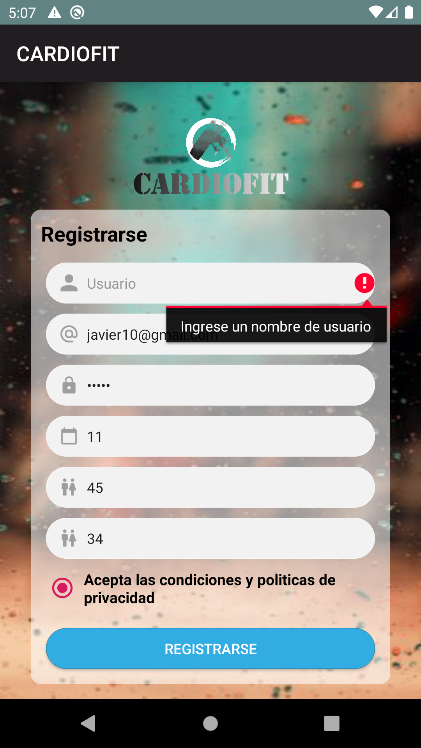 5:07
CARDIOFIT
CARDIOFIT
Registrarse
Usuario
Ingrese un nombre de usuario
javier10@gmail.com
•••••
11
45
34
Acepta las condiciones y politicas de
privacidad
REGISTRARSE